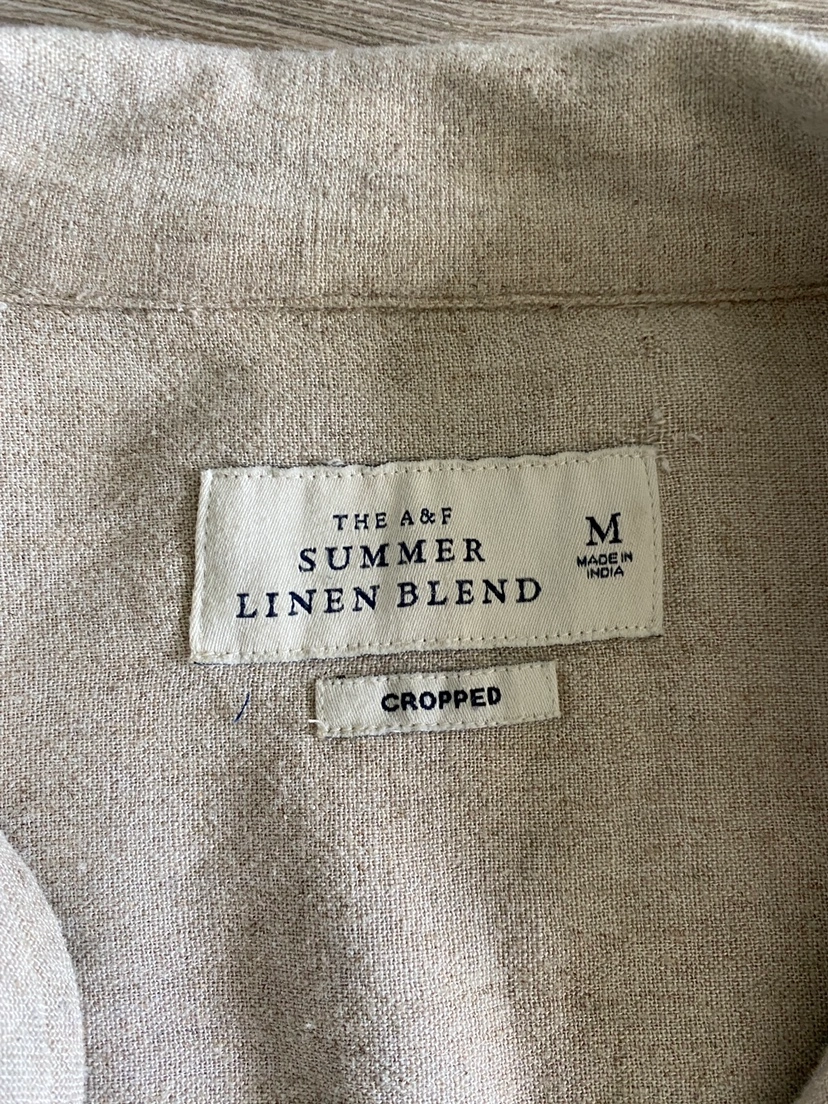 THE A&F
SUMMER
LINEN BLEND
M
MADE IN
INDIA
CROPPED